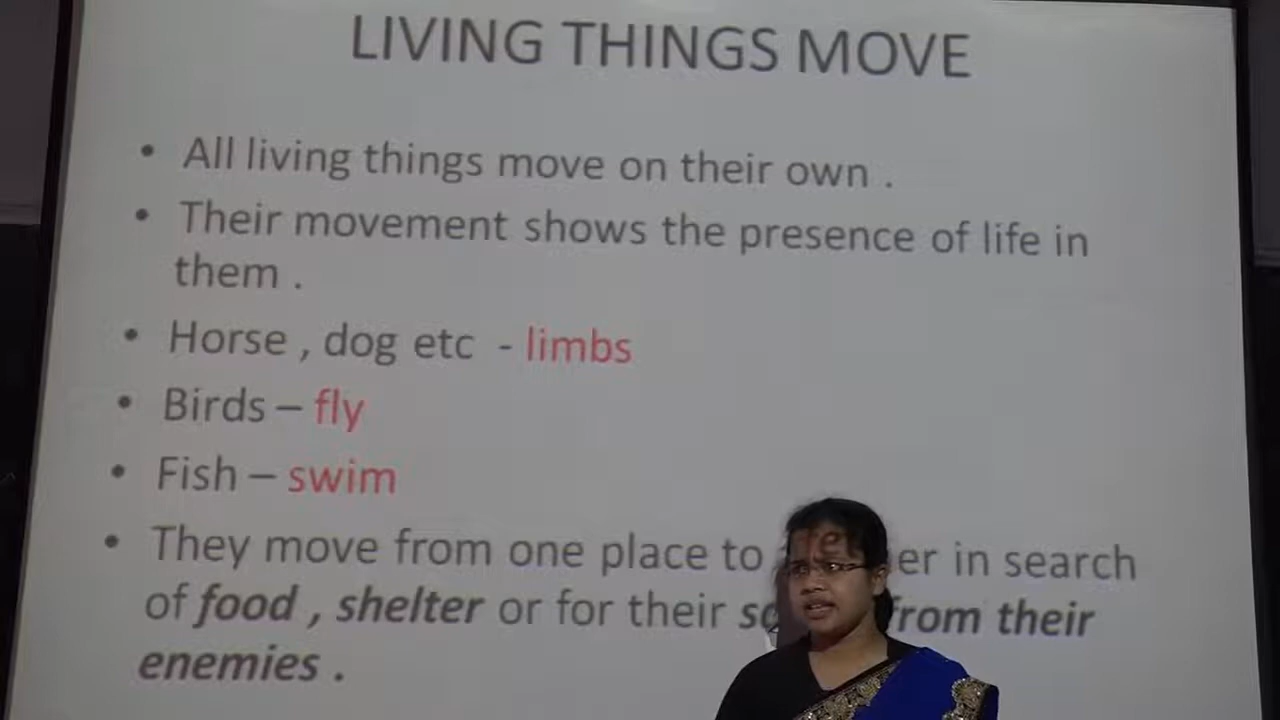 LIVING THINGS MOVE
• All living things move on their own .
• Their movement shows the presence of life in
them .
• Horse , dog etc - limbs
• Birds – fly
• Fish – swim
• They move from one place to er in search
of food , shelter or for their from their
enemies .